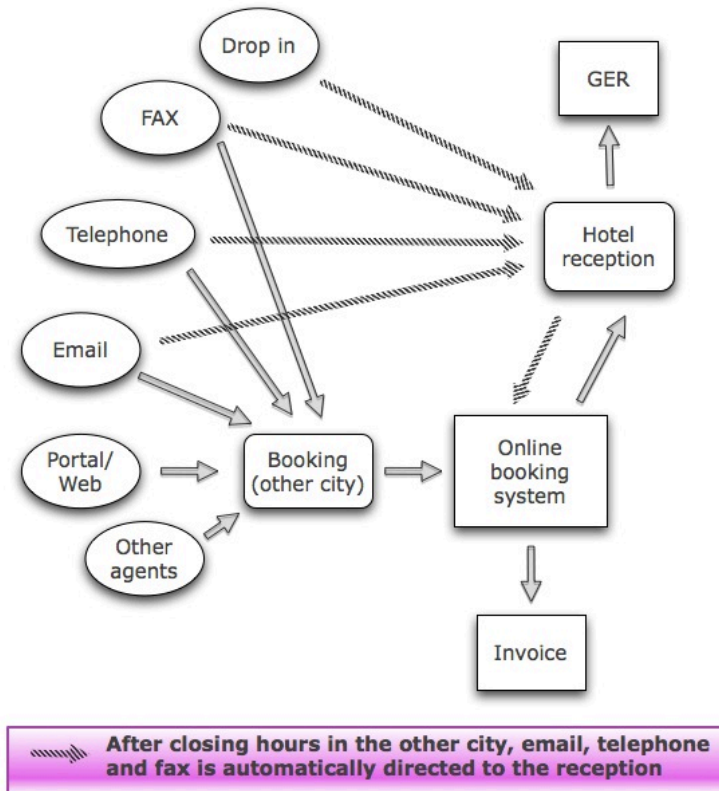 Drop in
GER
FAX
Telephone
Hotel
reception
Email
Portal/
Web
Booking
(other city)
Online
booking
system
Other
agents
Invoice
After closing hours in the other city, email, telephone
and fax is automatically directed to the reception